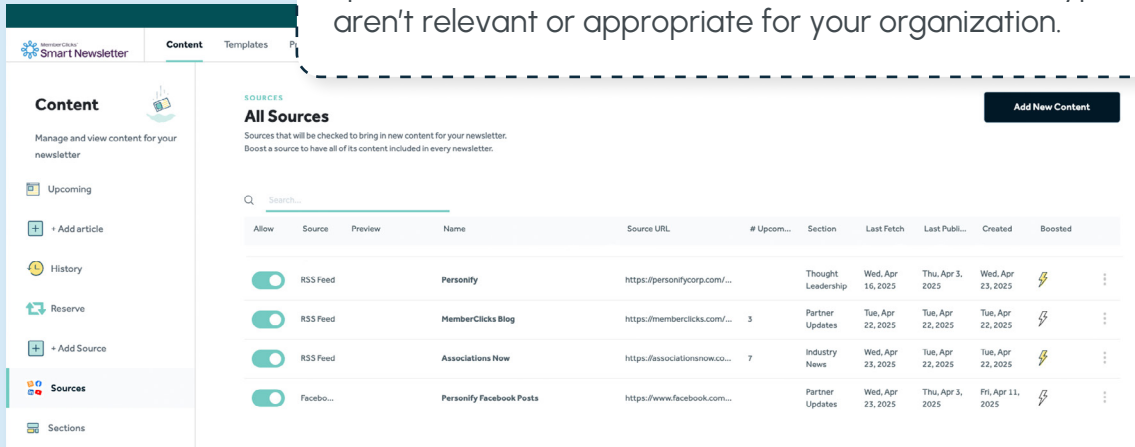 aren't relevant or appropriate for your organization.
MemberClicks
Smart Newsletter
Content
Templates
Content
Manage and view content for your
newsletter
Upcoming
+ Add article
History
Reserve
+ Add Source
Sources
Sections
SOURCES
All Sources
Sources that will be checked to bring in new content for your newsletter.
Boost a source to have all of its content included in every newsletter.
Add New Content
Search...
Allow Source Preview Name Source URL # Upcom... Section Last Fetch Last Publi... Created Boosted
RSS Feed Personify https://personifycorp.com/... Thought Leadership Wed, Apr 16, 2025 Thu, Apr 3, 2025 Wed, Apr 23, 2025
RSS Feed MemberClicks Blog https://memberclicks.com/... 3 Partner Updates Tue, Apr 22, 2025 Tue, Apr 22, 2025 Tue, Apr 22, 2025
RSS Feed Associations Now https://associationsnow.co... 7 Industry News Wed, Apr 23, 2025 Tue, Apr 22, 2025 Tue, Apr 22, 2025
Facebo... Personify Facebook Posts https://www.facebook.com... Partner Updates Wed, Apr 23, 2025 Thu, Apr 3, 2025 Fri, Apr 11, 2025